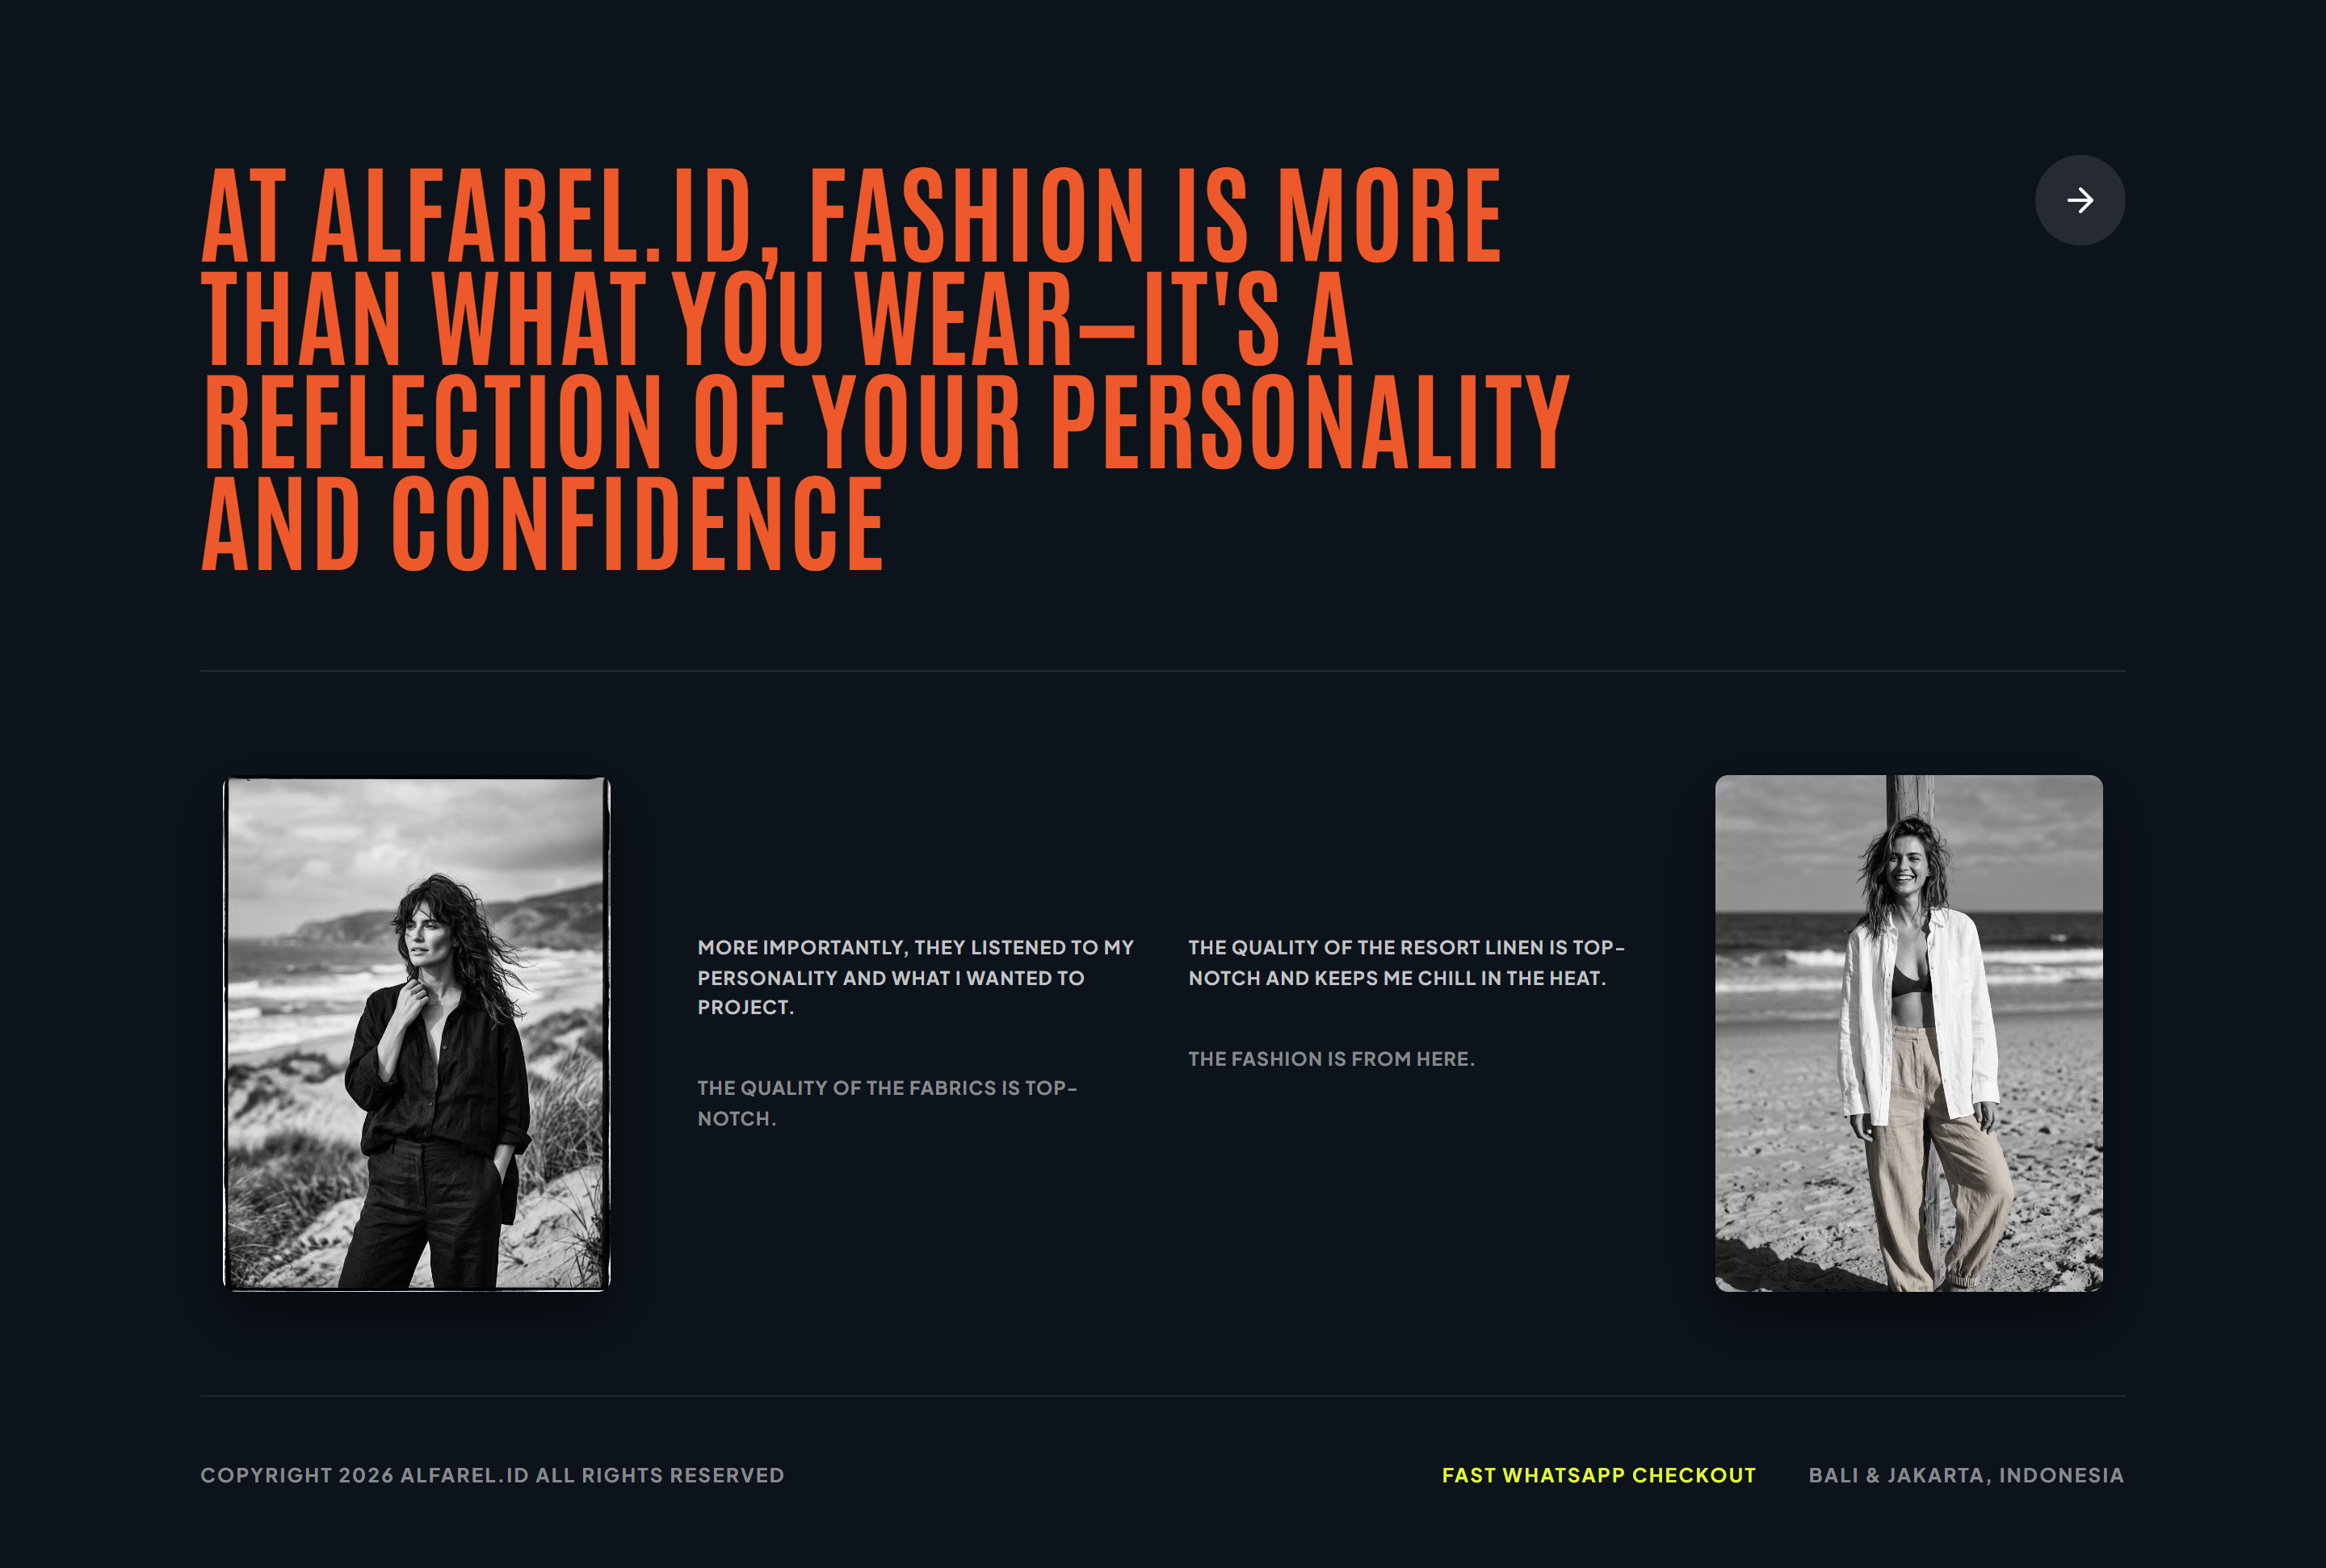 AT ALFAREL.ID, FASHION IS MORE
THAN WHAT YOU WEAR—IT'S A
REFLECTION OF YOUR PERSONALITY
AND CONFIDENCE
MORE IMPORTANTLY, THEY LISTENED TO MY
PERSONALITY AND WHAT I WANTED TO
PROJECT.
THE QUALITY OF THE FABRICS IS TOP-
NOTCH.
THE QUALITY OF THE RESORT LINEN IS TOP-
NOTCH AND KEEPS ME CHILL IN THE HEAT.
THE FASHION IS FROM HERE.
COPYRIGHT 2026 ALFAREL.ID ALL RIGHTS RESERVED
FAST WHATSAPP CHECKOUT
BALI & JAKARTA, INDONESIA